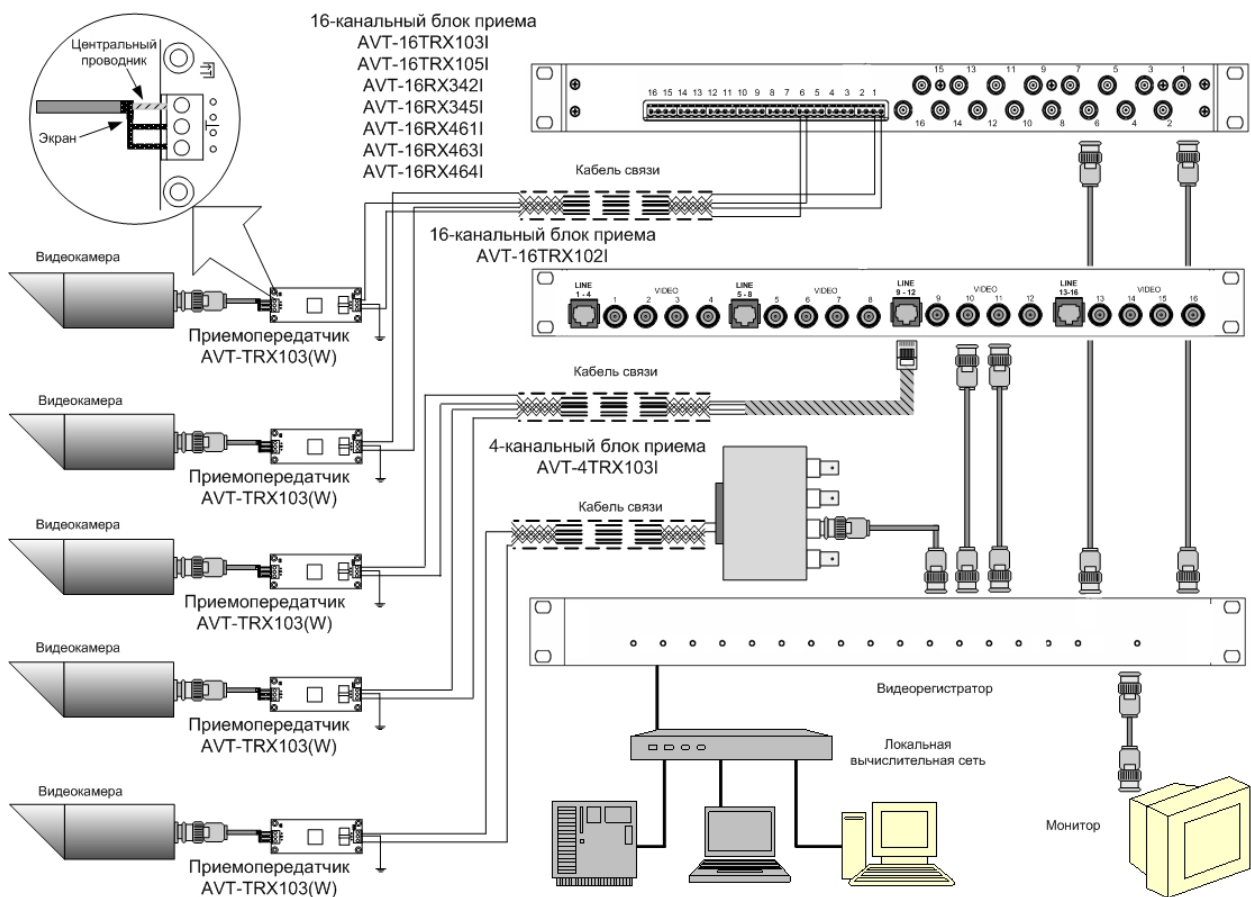 16-канальный блок приема
AVT-16TRX103I
AVT-16TRX105I
AVT-16RX342I
AVT-16RX345I
AVT-16RX461I
AVT-16RX463I
AVT-16RX464I
Центральный
проводник
Экран
16 15 14 13 12 11 10 9 8 7 6 5 4 3 2 1
15 13 11 9 7 5 3 1
16 14 12 10 8 6 4 2
Кабель связи
16-канальный блок приема
AVT-16TRX102I
Видеокамера
Приемопередатчик
AVT-TRX103(W)
LINE
1 - 4
VIDEO
1 2 3 4
LINE
5 - 8
VIDEO
5 6 7 8
LINE
9 - 12
VIDEO
9 10 11 12
LINE
13-16
VIDEO
13 14 15 16
Кабель связи
Видеокамера
Приемопередатчик
AVT-TRX103(W)
4-канальный блок приема
AVT-4TRX103I
Кабель связи
Видеокамера
Приемопередатчик
AVT-TRX103(W)
Видеокамера
Приемопередатчик
AVT-TRX103(W)
Видеорегистратор
Локальная
вычислительная сеть
Видеокамера
Приемопередатчик
AVT-TRX103(W)
Монитор